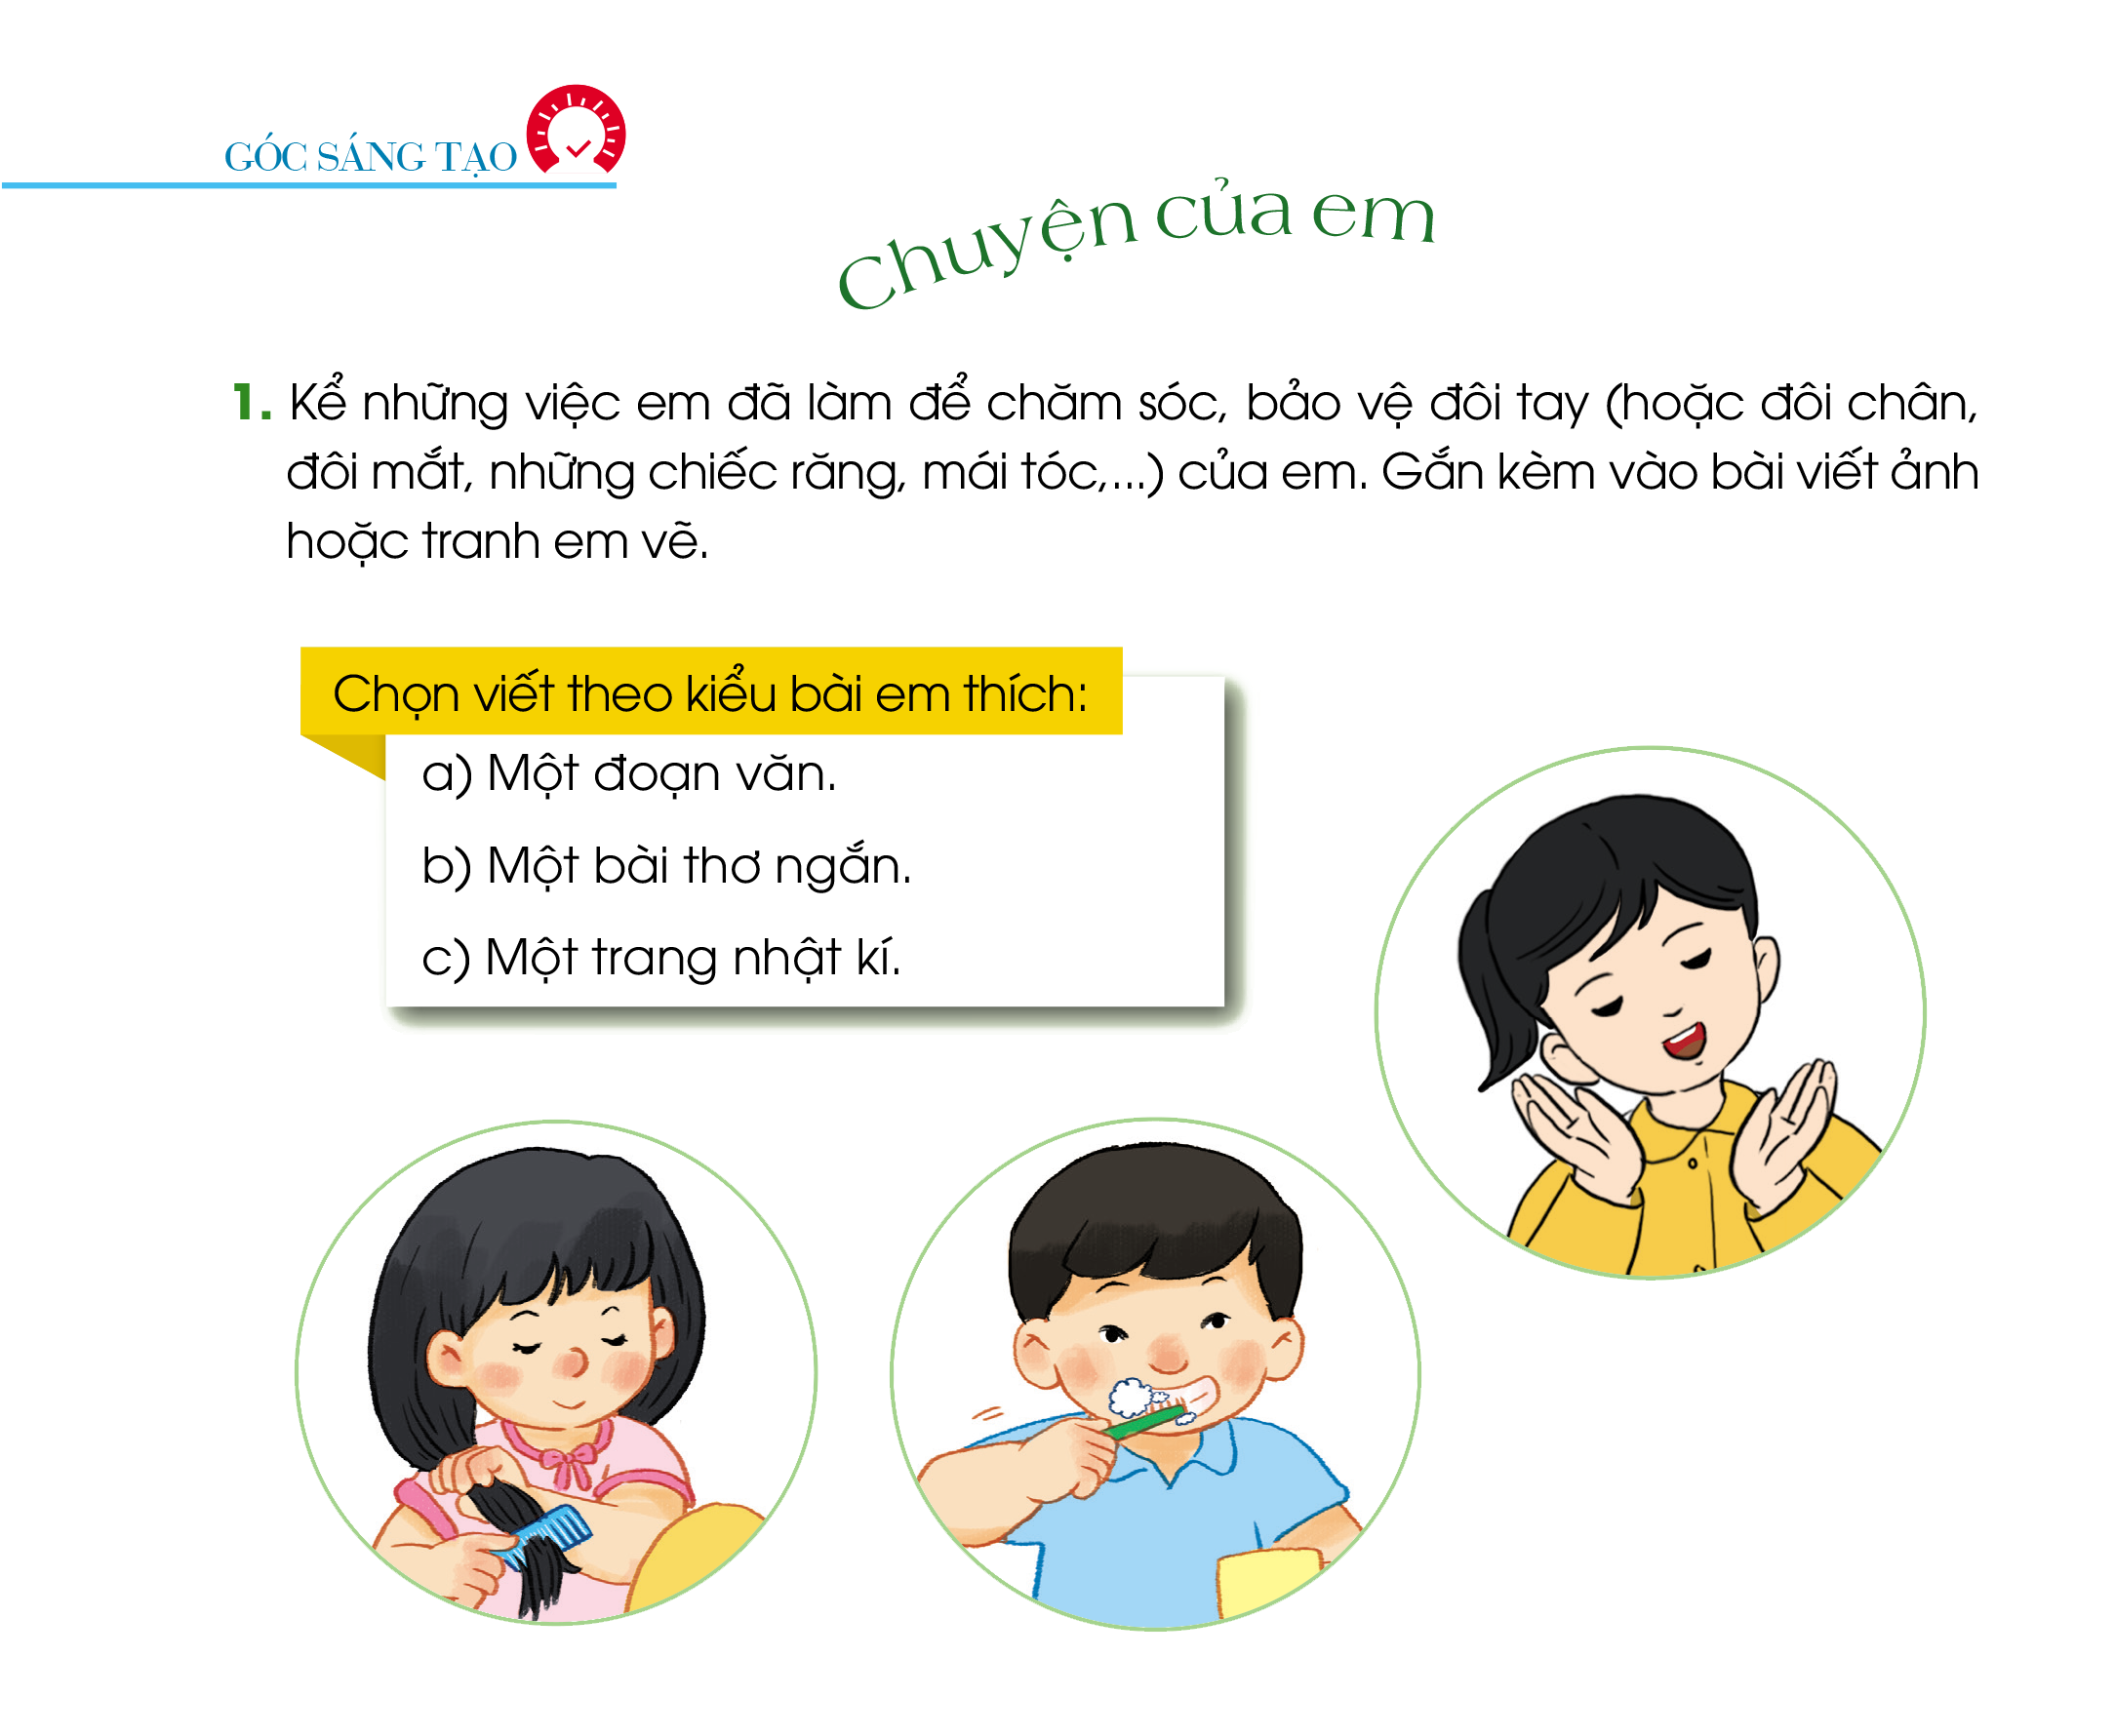 GÓC SÁNG TẠO
Chuyện của em
1. Kể những việc em đã làm để chăm sóc, bảo vệ đôi tay (hoặc đôi chân,
đôi mắt, những chiếc răng, mái tóc,...) của em. Gắn kèm vào bài viết ảnh
hoặc tranh em vẽ.
Chọn viết theo kiểu bài em thích:
a) Một đoạn văn.
b) Một bài thơ ngắn.
c) Một trang nhật kí.